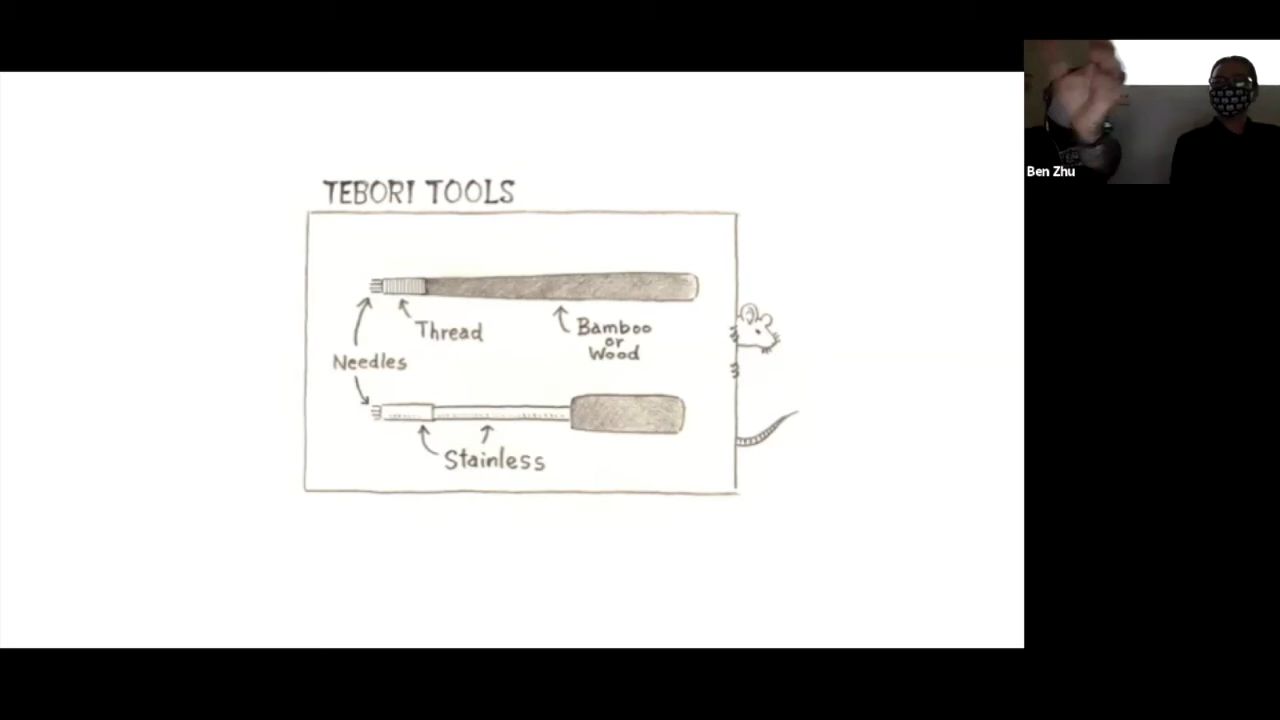 TEBORI TOOLS
Thread
Bamboo
or
Wood
Needles
Stainless
Ben Zhu